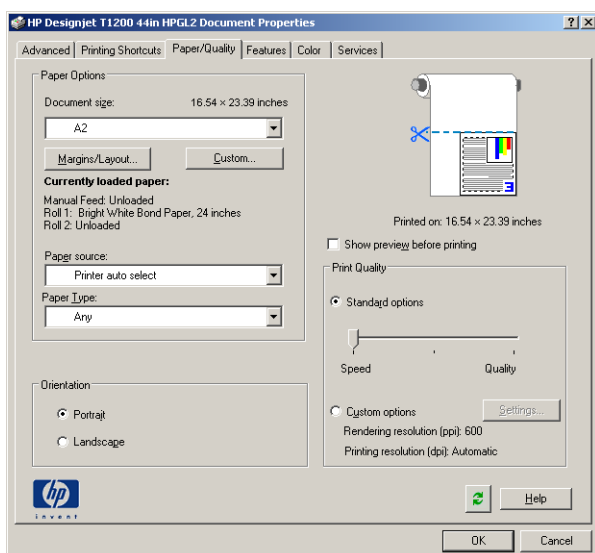 HP Designjet T1200 44in HPGL2 Document Properties
Advanced Printing Shortcuts Paper/Quality Features Color Services
Paper Options
Document size: 16.54 × 23.39 inches
A2
Margins/Layout... Custom...
Currently loaded paper:
Manual Feed: Unloaded
Roll 1: Bright White Bond Paper, 24 inches
Roll 2: Unloaded
Paper source:
Printer auto select
Paper Type:
Any
Orientation
Portrait
Landscape
3
Printed on: 16.54 × 23.39 inches
Show preview before printing
Print Quality
Standard options
Speed Quality
Custom options Settings...
Rendering resolution (ppi): 600
Printing resolution (dpi): Automatic
hp
invent
Help
OK Cancel